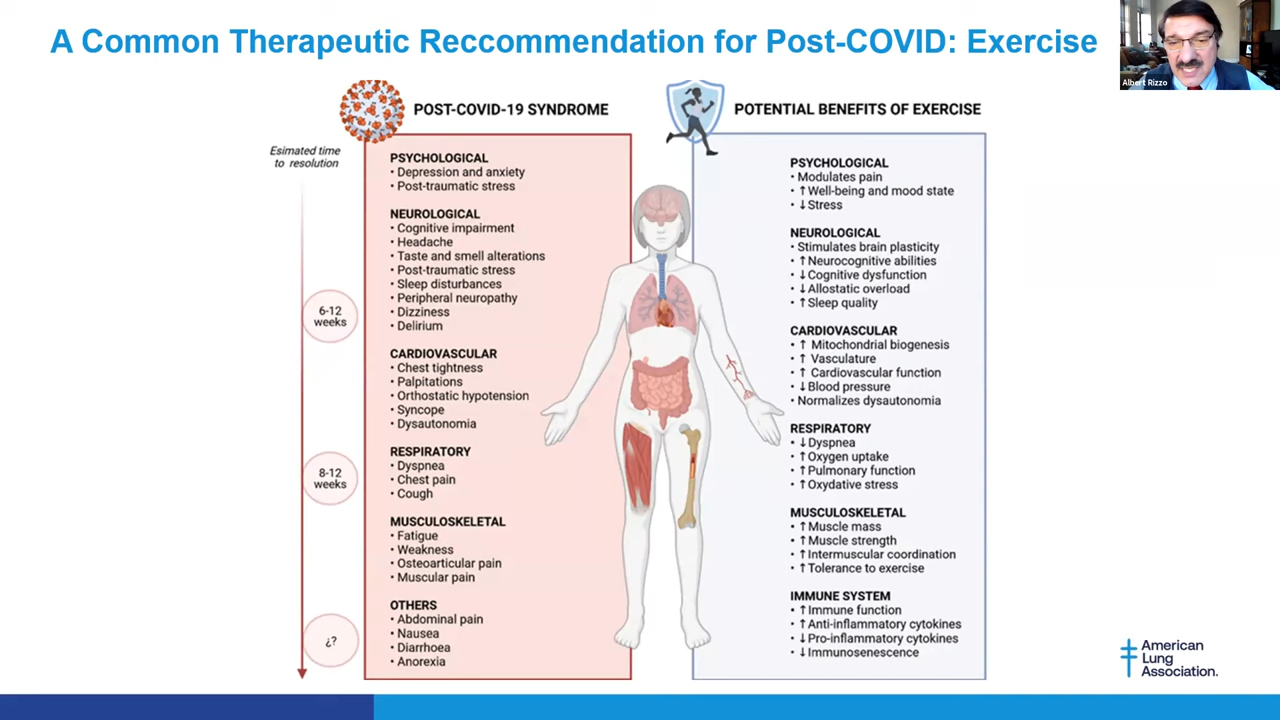 A Common Therapeutic Reccommendation for Post-COVID: Exercise
Albert Rizzo
POST-COVID-19 SYNDROME
Esimated time
to resolution
PSYCHOLOGICAL
• Depression and anxiety
• Post-traumatic stress
NEUROLOGICAL
• Cognitive impairment
• Headache
• Taste and smell alterations
• Post-traumatic stress
• Sleep disturbances
• Peripheral neuropathy
• Dizziness
• Delirium
6-12
weeks
CARDIOVASCULAR
• Chest tightness
• Palpitations
• Orthostatic hypotension
• Syncope
• Dysautonomia
RESPIRATORY
• Dyspnea
• Chest pain
• Cough
8-12
weeks
MUSCULOSKELETAL
• Fatigue
• Weakness
• Osteoarticular pain
• Muscular pain
OTHERS
• Abdominal pain
• Nausea
• Diarrhoea
• Anorexia
¿?
POTENTIAL BENEFITS OF EXERCISE
PSYCHOLOGICAL
• Modulates pain
• ↑Well-being and mood state
• ↓Stress
NEUROLOGICAL
• Stimulates brain plasticity
• ↑Neurocognitive abilities
• ↓Cognitive dysfunction
• ↓Allostatic overload
• ↑Sleep quality
CARDIOVASCULAR
• ↑ Mitochondrial biogenesis
• ↑ Vasculature
• ↑ Cardiovascular function
• ↓Blood pressure
• Normalizes dysautonomia
RESPIRATORY
• ↓Dyspnea
• ↑Oxygen uptake
• ↑Pulmonary function
• ↑Oxydative stress
MUSCULOSKELETAL
• ↑Muscle mass
• ↑Muscle strength
• ↑Intermuscular coordination
• ↑Tolerance to exercise
IMMUNE SYSTEM
• ↑Immune function
• ↑Anti-inflammatory cytokines
• ↓Pro-inflammatory cytokines
• ↓Immunosenescence
American
Lung
Association.